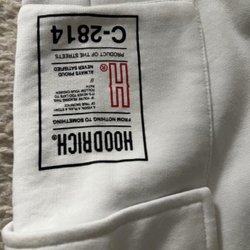 HOODRICH.
FROM NOTHING TO SOMETHING
H®
ALWAYS PROUD
NEVER SATISFIED
PRODUCT OF THE STREETS
C-2814